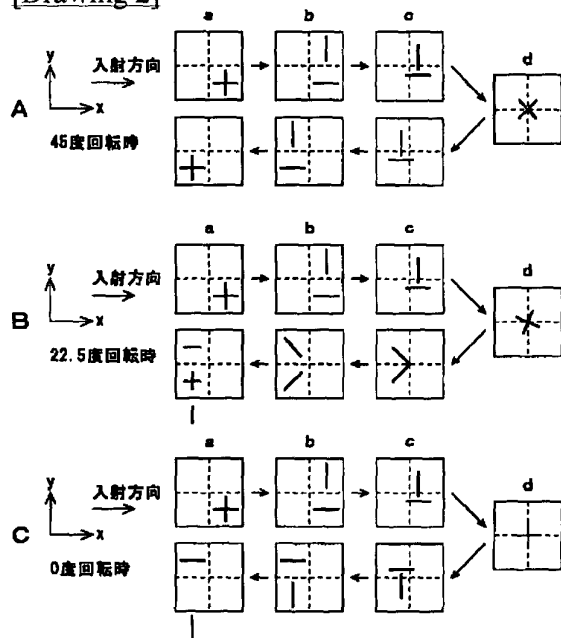 [Drawing 2]
a b c
y 入射方向 d
A x
45度回転時
a b c
y 入射方向 d
B x
22.5度回転時
a b c
y 入射方向 d
C x
0度回転時